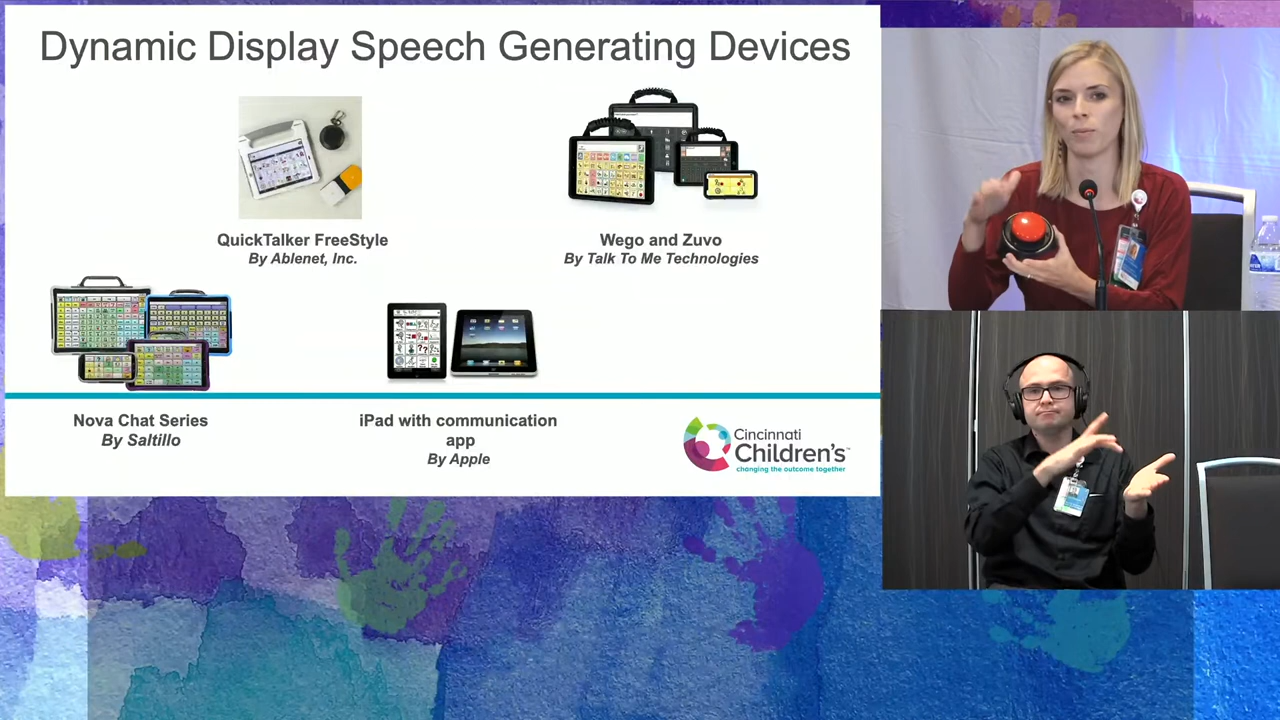 Dynamic Display Speech Generating Devices
QuickTalker FreeStyle
By Ablenet, Inc.
Wego and Zuvo
By Talk To Me Technologies
Nova Chat Series
By Saltillo
iPad with communication
app
By Apple
Cincinnati
Children's™
changing the outcome together